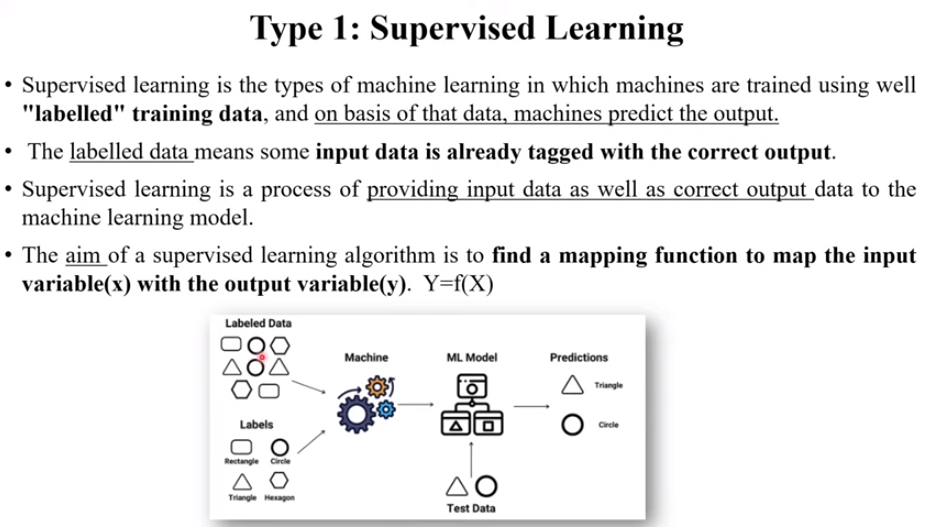 Type 1: Supervised Learning
• Supervised learning is the types of machine learning in which machines are trained using well
"labelled" training data, and on basis of that data, machines predict the output.
• The labelled data means some input data is already tagged with the correct output.
• Supervised learning is a process of providing input data as well as correct output data to the
machine learning model.
• The aim of a supervised learning algorithm is to find a mapping function to map the input
variable(x) with the output variable(y). Y=f(X)
Labeled Data
Machine
ML Model
Predictions
Triangle
Circle
Labels
Rectangle
Circle
Triangle
Hexagon
Test Data